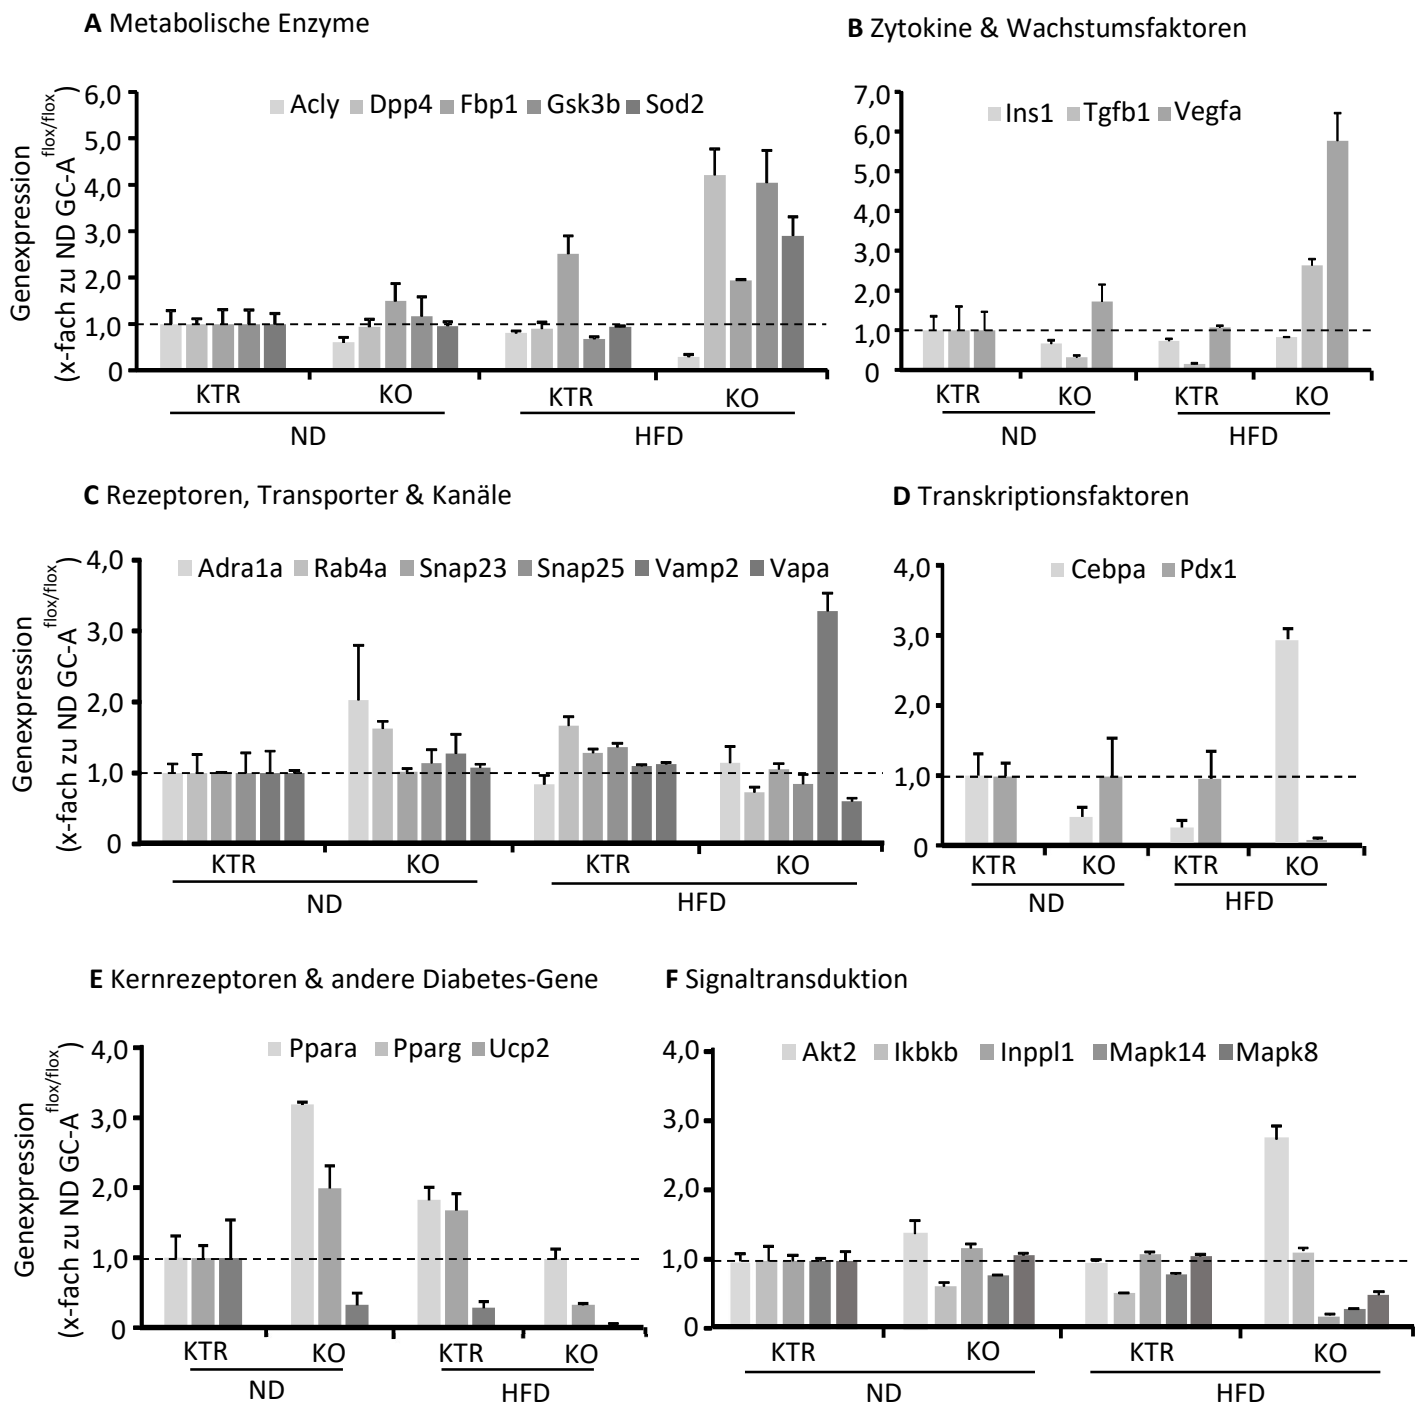 A Metabolische Enzyme
Genexpression
(x-fach zu ND GC-A flox/flox)
6,0
5,0
4,0
3,0
2,0
1,0
0
Acly Dpp4 Fbp1 Gsk3b Sod2
KTR KO KTR KO
ND HFD
B Zytokine & Wachstumsfaktoren
7,0
6,0
5,0
4,0
3,0
2,0
1,0
0
Ins1 Tgfb1 Vegfa
KTR KO KTR KO
ND HFD
C Rezeptoren, Transporter & Kanäle
Genexpression
(x-fach zu ND GC-A flox/flox)
4,0
3,0
2,0
1,0
0
Adra1a Rab4a Snap23 Snap25 Vamp2 Vapa
KTR KO KTR KO
ND HFD
D Transkriptionsfaktoren
4,0
3,0
2,0
1,0
0
Cebpa Pdx1
KTR KO KTR KO
ND HFD
E Kernrezeptoren & andere Diabetes-Gene
Genexpression
(x-fach zu ND GC-A flox/flox)
4,0
3,0
2,0
1,0
0
Ppara Pparg Ucp2
KTR KO KTR KO
ND HFD
F Signaltransduktion
4,0
3,0
2,0
1,0
0
Akt2 Ikbkb Inppl1 Mapk14 Mapk8
KTR KO KTR KO
ND HFD